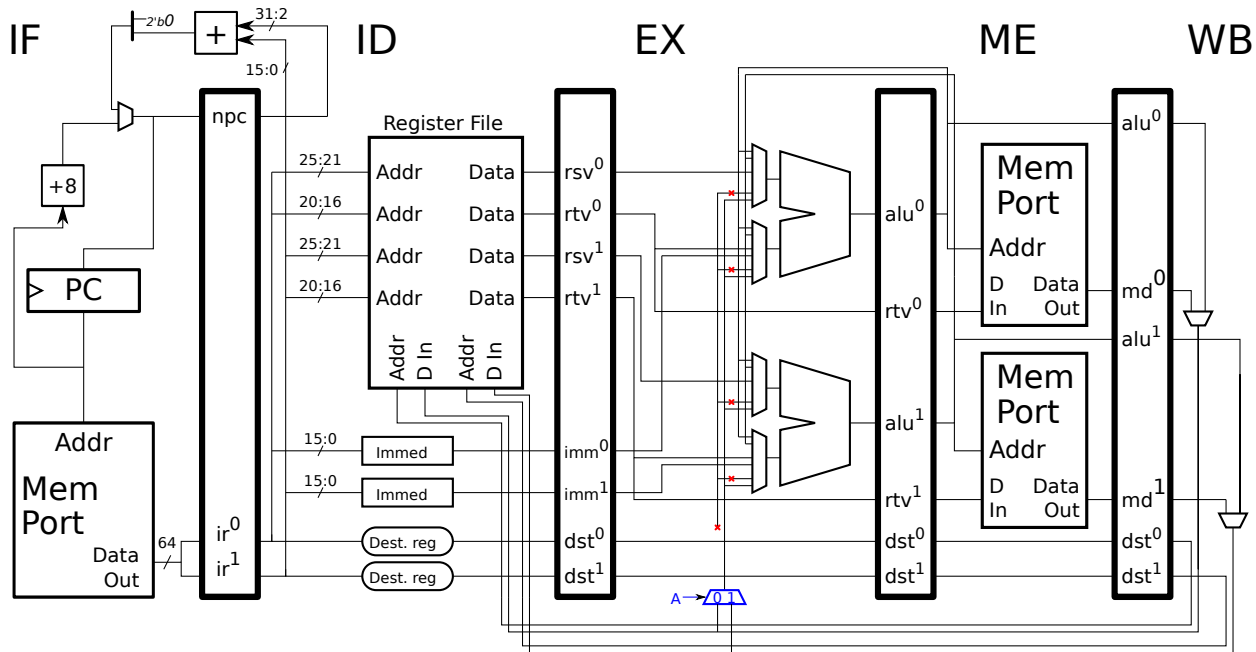 IF
ID
EX
ME
WB
2'b0
+
31:2
15:0
npc
+8
PC
Addr
Mem
Port
Data
Out
64
ir0
ir1
Register File
25:21
Addr
Data
20:16
Addr
Data
25:21
Addr
Data
20:16
Addr
Data
Addr
D In
Addr
D In
15:0
Immed
15:0
Immed
Dest. reg
Dest. reg
rsv0
rtv0
rsv1
rtv1
imm0
imm1
dst0
dst1
A
0 1
alu0
rtv0
alu1
rtv1
dst0
dst1
Mem
Port
Addr
D
In
Data
Out
Mem
Port
Addr
D
In
Data
Out
alu0
md0
alu1
md1
dst0
dst1